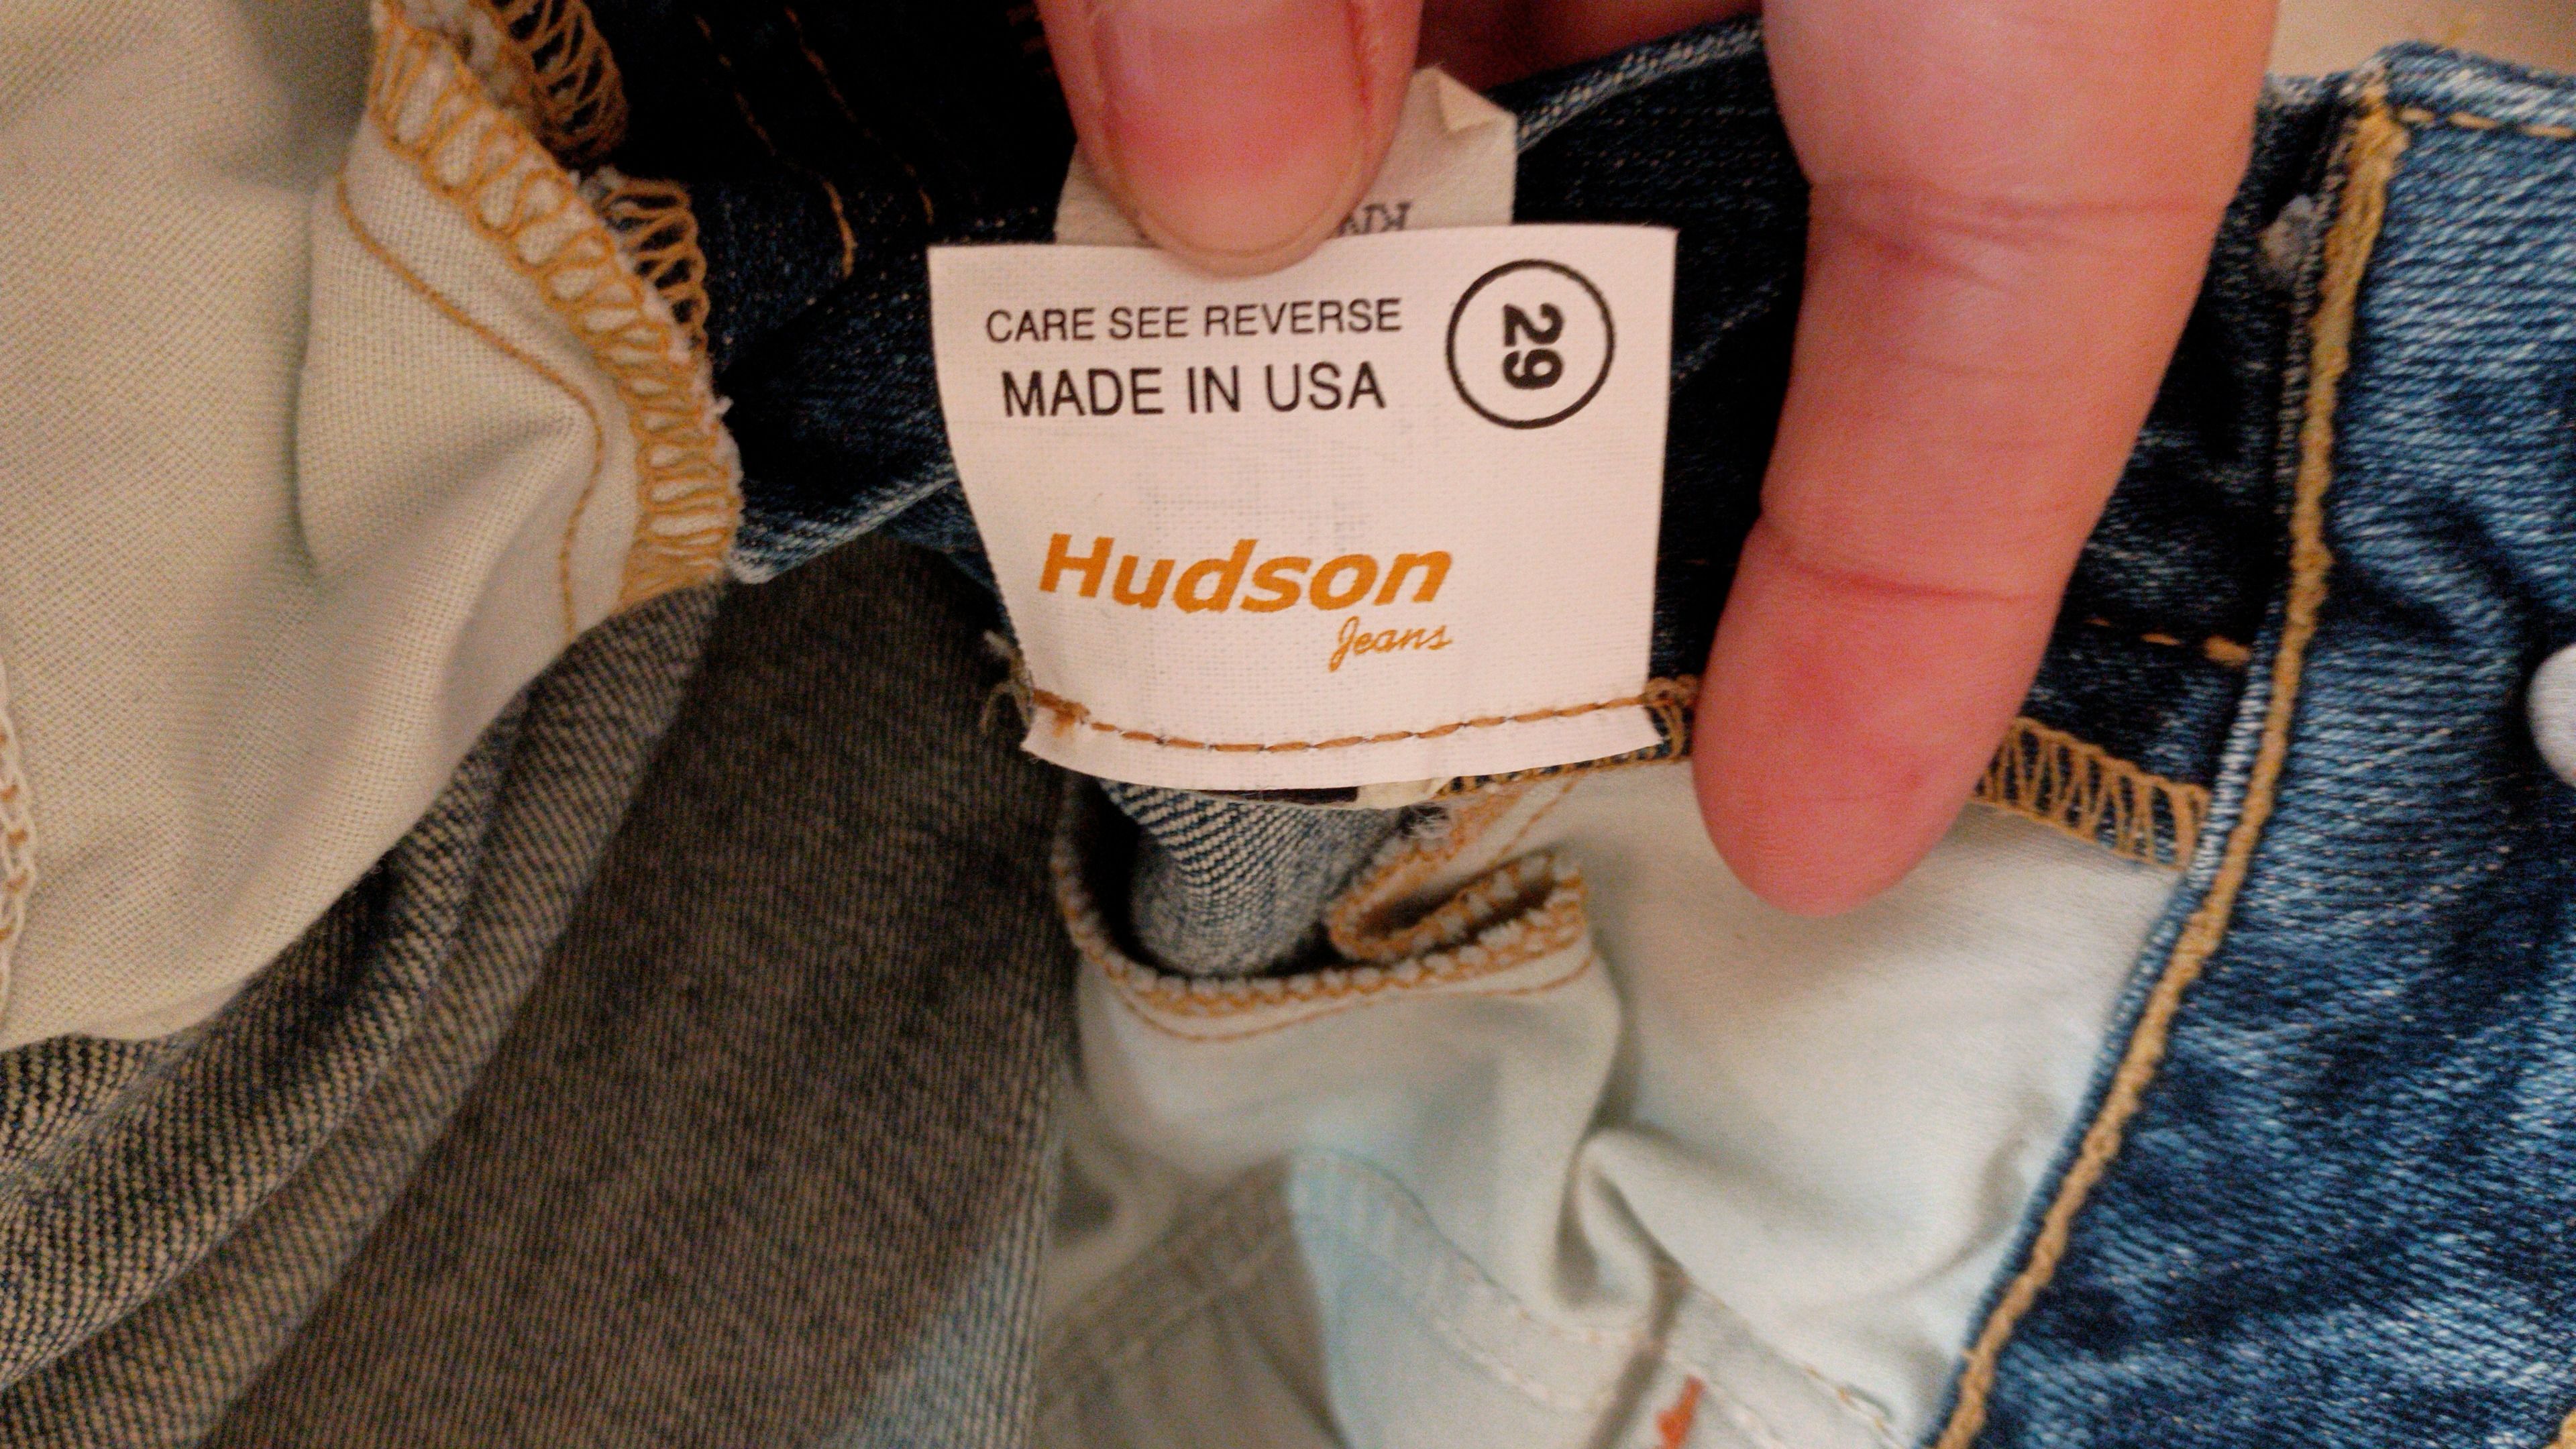 CARE SEE REVERSE
MADE IN USA
29
Hudson
Jeans